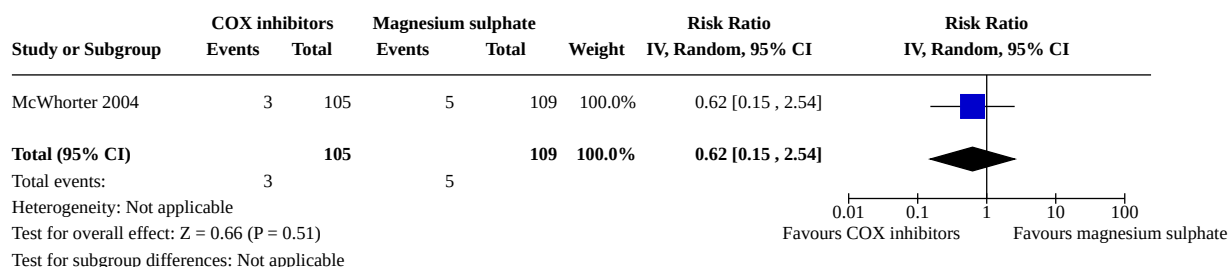 COX inhibitors Magnesium sulphate Risk Ratio Risk Ratio
Study or Subgroup Events Total Events Total Weight IV, Random, 95% CI IV, Random, 95% CI
McWhorter 2004 3 105 5 109 100.0% 0.62 [0.15 , 2.54]
Total (95% CI) 105 109 100.0% 0.62 [0.15 , 2.54]
Total events: 3 5
Heterogeneity: Not applicable
0.01 0.1 1 10 100
Test for overall effect: Z = 0.66 (P = 0.51) Favours COX inhibitors Favours magnesium sulphate
Test for subgroup differences: Not applicable